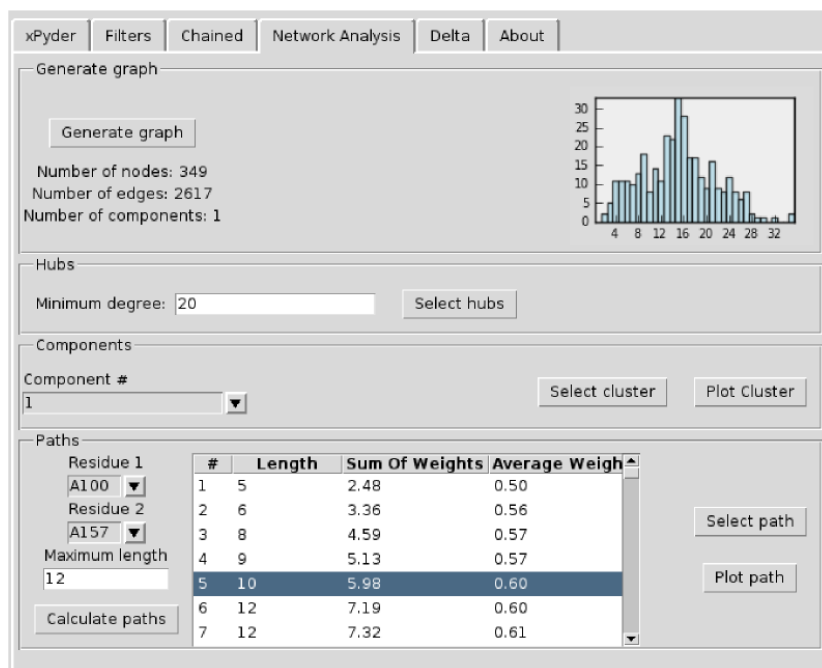 xPyder Filters Chained Network Analysis Delta About
Generate graph
Generate graph
Number of nodes: 349
Number of edges: 2617
Number of components: 1
30
25
20
15
10
5
0
4 8 12 16 20 24 28 32
Hubs
Minimum degree: 20 Select hubs
Components
Component #
1
Select cluster Plot Cluster
Paths
Residue 1
A100
Residue 2
A157
Maximum length
12
Calculate paths
# Length Sum Of Weights Average Weigh
1 5 2.48 0.50
2 6 3.36 0.56
3 8 4.59 0.57
4 9 5.13 0.57
5 10 5.98 0.60
6 12 7.19 0.60
7 12 7.32 0.61
Select path
Plot path